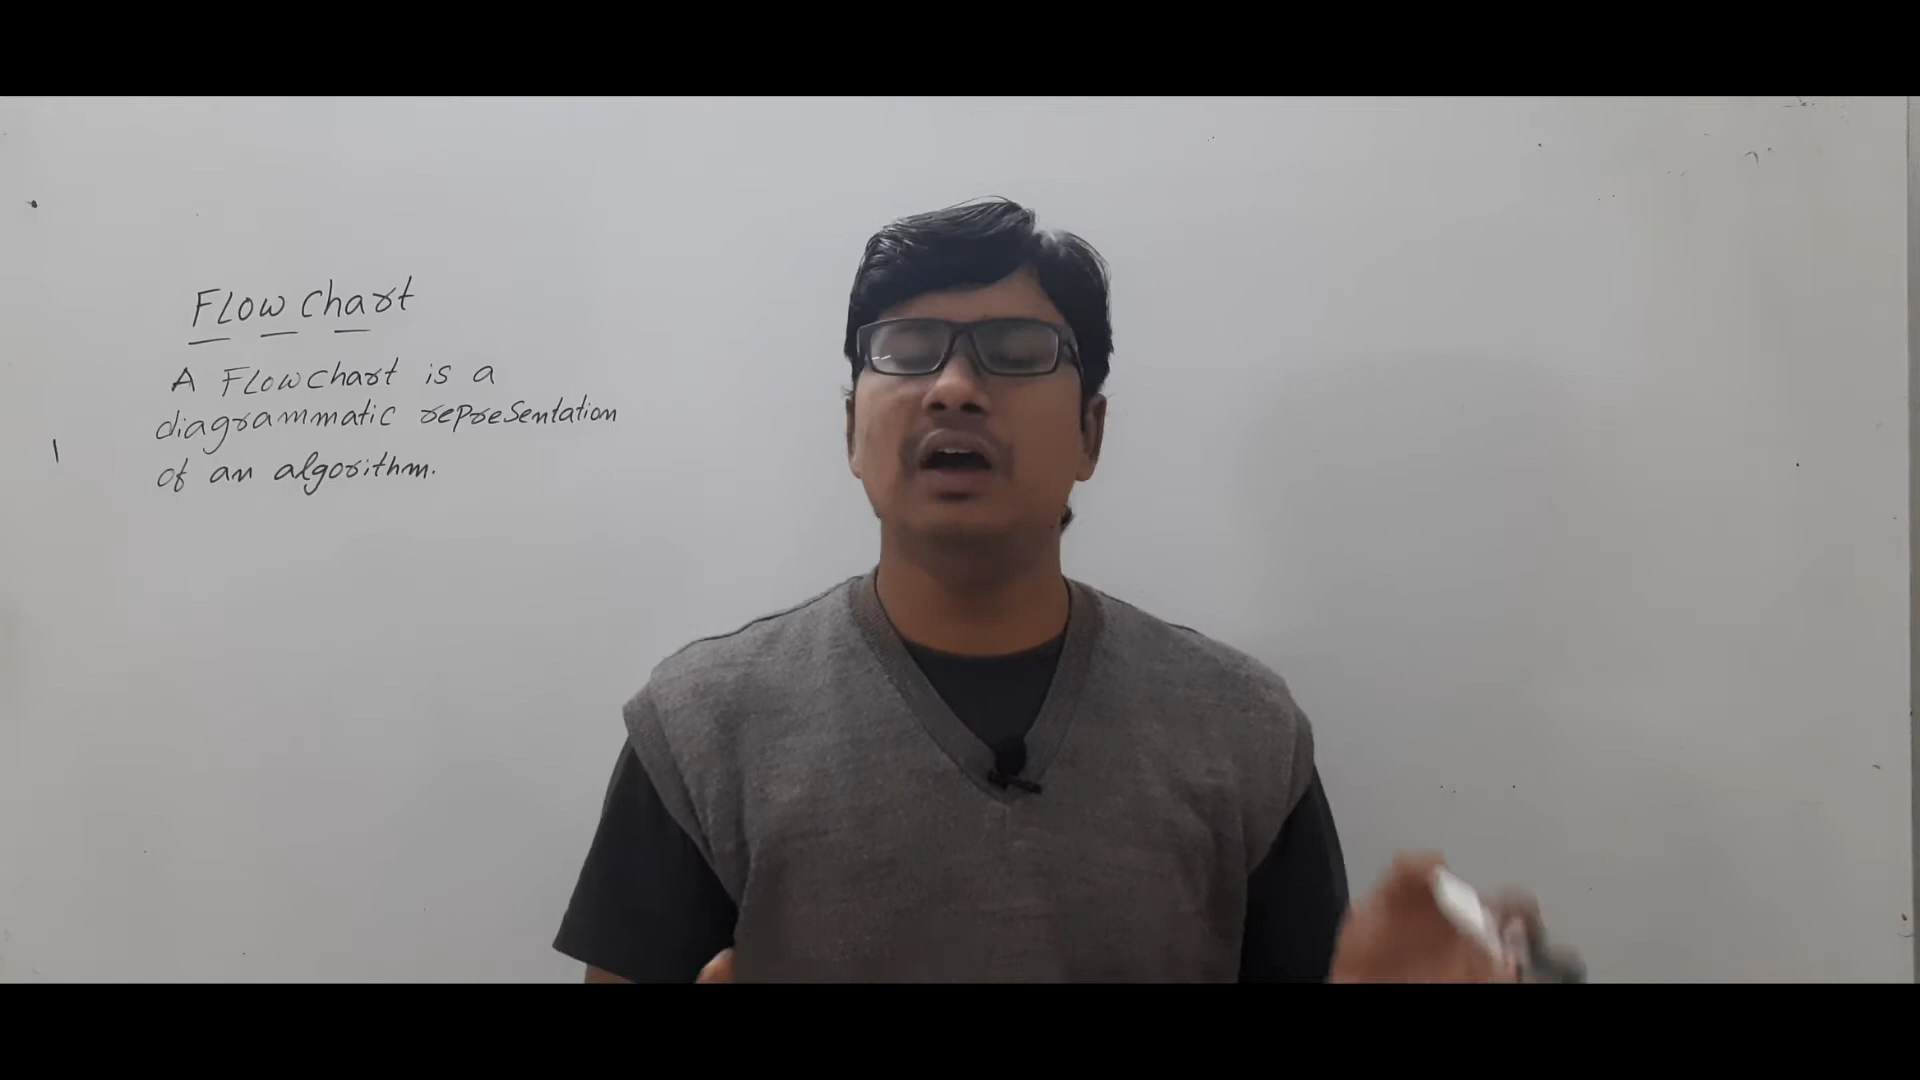 Flow Chart
A Flowchart is a
diagrammatic representation
of an algorithm.